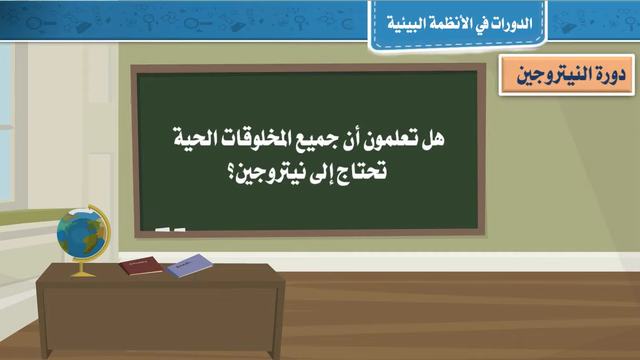 الدورات في الأنظمة البيئية
دورة النيتروجين
هل تعلمون أن جميع المخلوقات الحية
تحتاج إلى نيتروجين؟